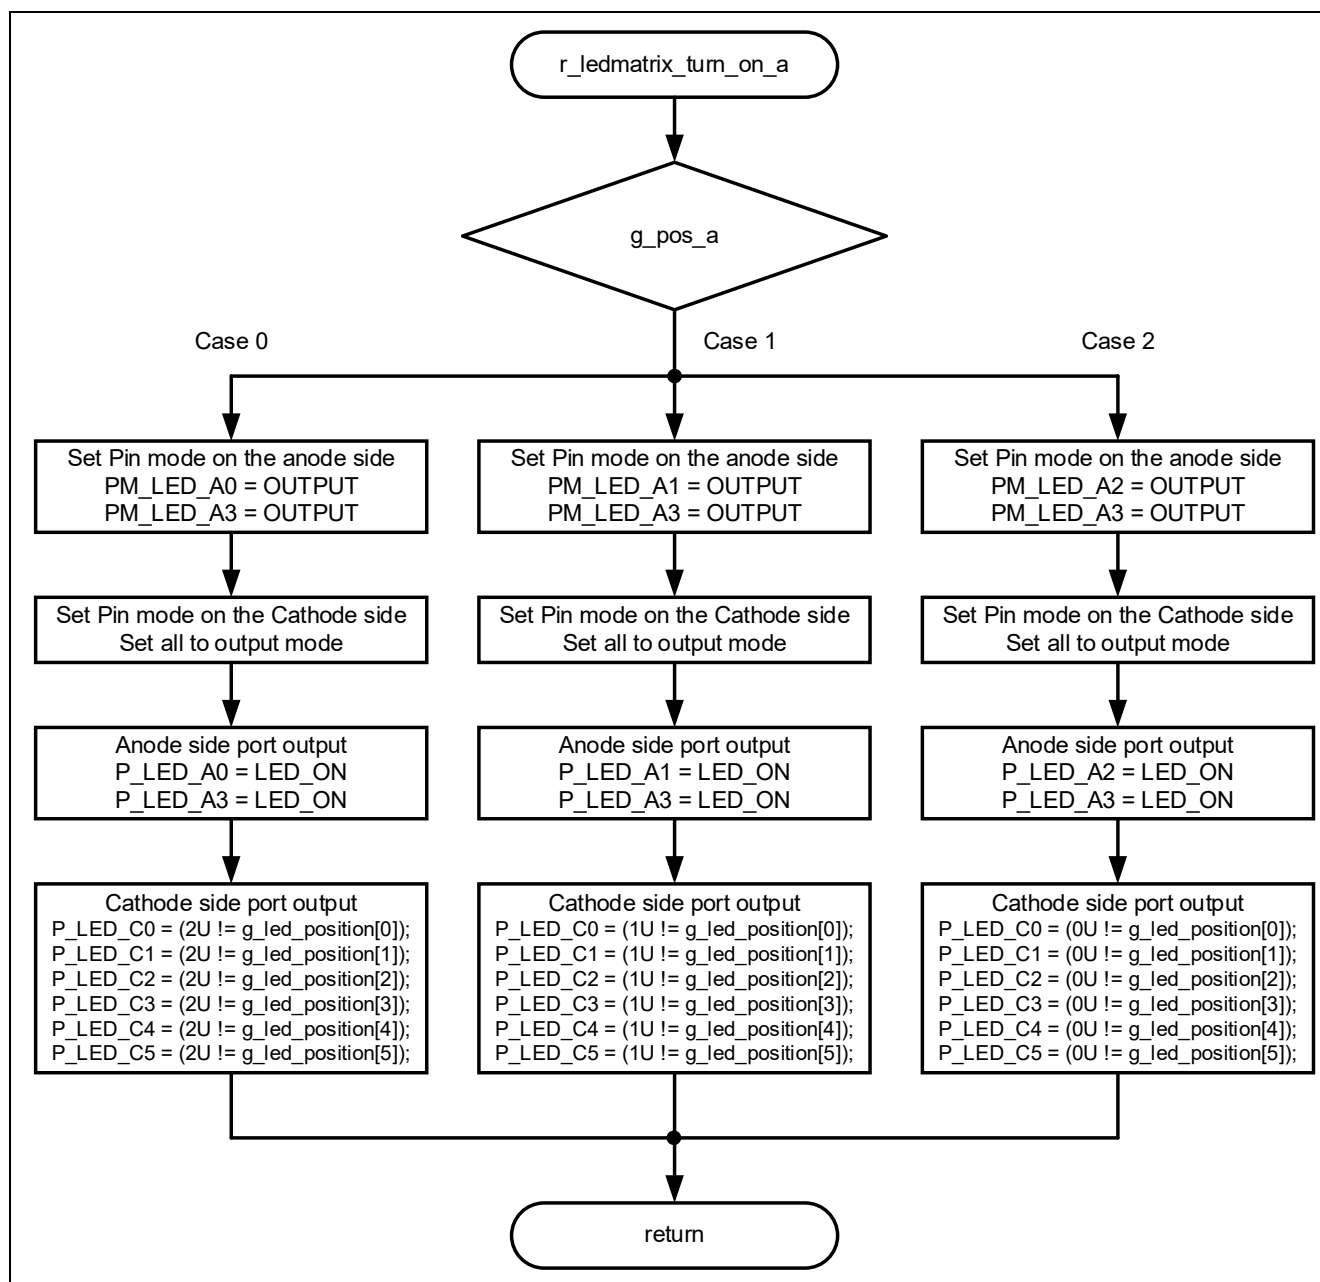 r_ledmatrix_turn_on_a
g_pos_a
Case 0
Case 1
Case 2
Set Pin mode on the anode side
PM_LED_A0 = OUTPUT
PM_LED_A3 = OUTPUT
Set Pin mode on the Cathode side
Set all to output mode
Anode side port output
P_LED_A0 = LED_ON
P_LED_A3 = LED_ON
Cathode side port output
P_LED_C0 = (2U != g_led_position[0]);
P_LED_C1 = (2U != g_led_position[1]);
P_LED_C2 = (2U != g_led_position[2]);
P_LED_C3 = (2U != g_led_position[3]);
P_LED_C4 = (2U != g_led_position[4]);
P_LED_C5 = (2U != g_led_position[5]);
Set Pin mode on the anode side
PM_LED_A1 = OUTPUT
PM_LED_A3 = OUTPUT
Set Pin mode on the Cathode side
Set all to output mode
Anode side port output
P_LED_A1 = LED_ON
P_LED_A3 = LED_ON
Cathode side port output
P_LED_C0 = (1U != g_led_position[0]);
P_LED_C1 = (1U != g_led_position[1]);
P_LED_C2 = (1U != g_led_position[2]);
P_LED_C3 = (1U != g_led_position[3]);
P_LED_C4 = (1U != g_led_position[4]);
P_LED_C5 = (1U != g_led_position[5]);
Set Pin mode on the anode side
PM_LED_A2 = OUTPUT
PM_LED_A3 = OUTPUT
Set Pin mode on the Cathode side
Set all to output mode
Anode side port output
P_LED_A2 = LED_ON
P_LED_A3 = LED_ON
Cathode side port output
P_LED_C0 = (0U != g_led_position[0]);
P_LED_C1 = (0U != g_led_position[1]);
P_LED_C2 = (0U != g_led_position[2]);
P_LED_C3 = (0U != g_led_position[3]);
P_LED_C4 = (0U != g_led_position[4]);
P_LED_C5 = (0U != g_led_position[5]);
return